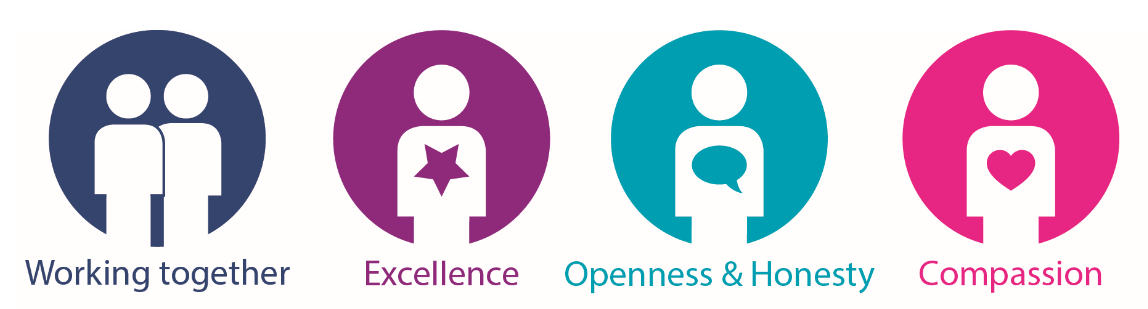 Working together
Excellence
Openness & Honesty
Compassion